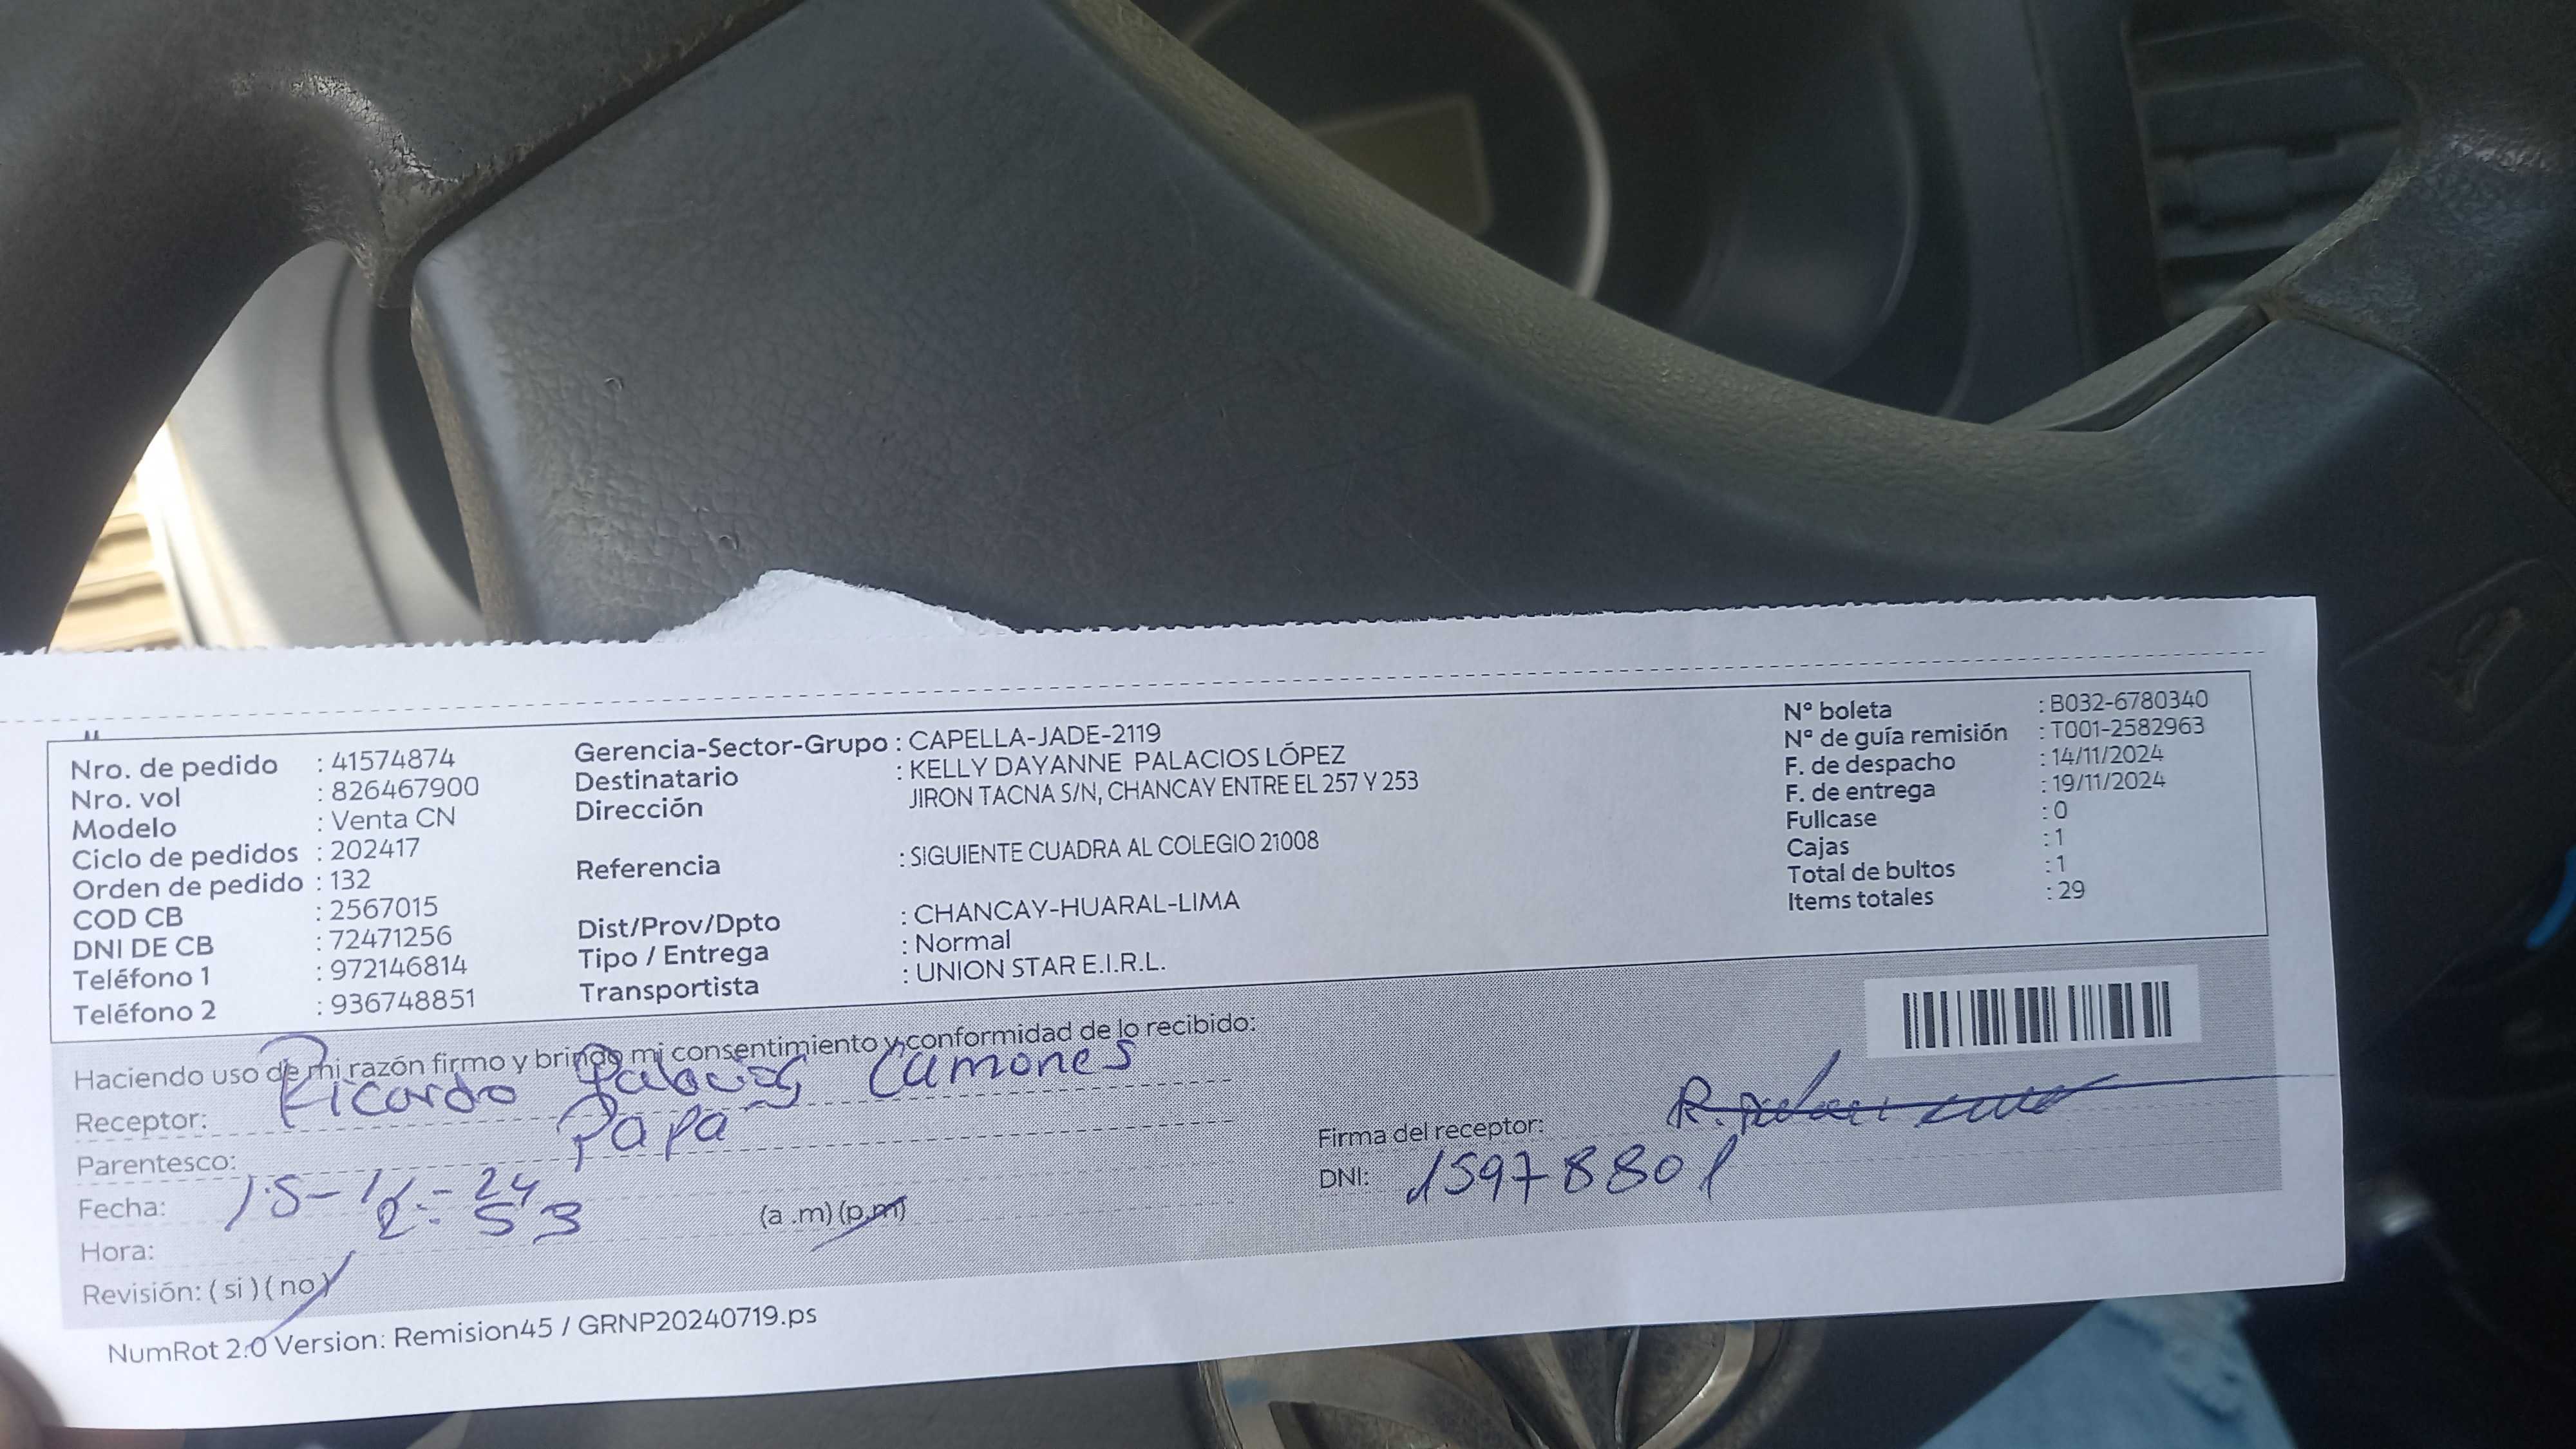 Nro. de pedido : 41574874
Nro. vol : 826467900
Modelo : Venta CN
Ciclo de pedidos : 202417
Orden de pedido : 132
COD CB : 2567015
DNI DE CB : 72471256
Teléfono 1 : 972146814
Teléfono 2 : 936748851
Gerencia-Sector-Grupo : CAPELLA-JADE-2119
Destinatario : KELLY DAYANNE PALACIOS LÓPEZ
Dirección JIRON TACNA S/N, CHANCAY ENTRE EL 257 Y 253
Referencia : SIGUIENTE CUADRA AL COLEGIO 21008
Dist/Prov/Dpto : CHANCAY-HUARAL-LIMA
Tipo / Entrega : Normal
Transportista : UNION STAR E.I.R.L.
N° boleta : B032-6780340
N° de guía remisión : T001-2582963
F. de despacho : 14/11/2024
F. de entrega : 19/11/2024
Fullcase : 0
Cajas : 1
Total de bultos : 1
Items totales : 29
Haciendo uso de mi razón firmo y brindo mi consentimiento y conformidad de lo recibido:
Receptor: Ricardo Palacios Camones
Parentesco: Papa
Fecha: 15-11-24
Hora: 2:53 (a .m) (p.m)
Revisión: ( si ) ( no )
Firma del receptor:
DNI: 15978801
NumRot 2.0 Version: Remision45 / GRNP20240719.ps